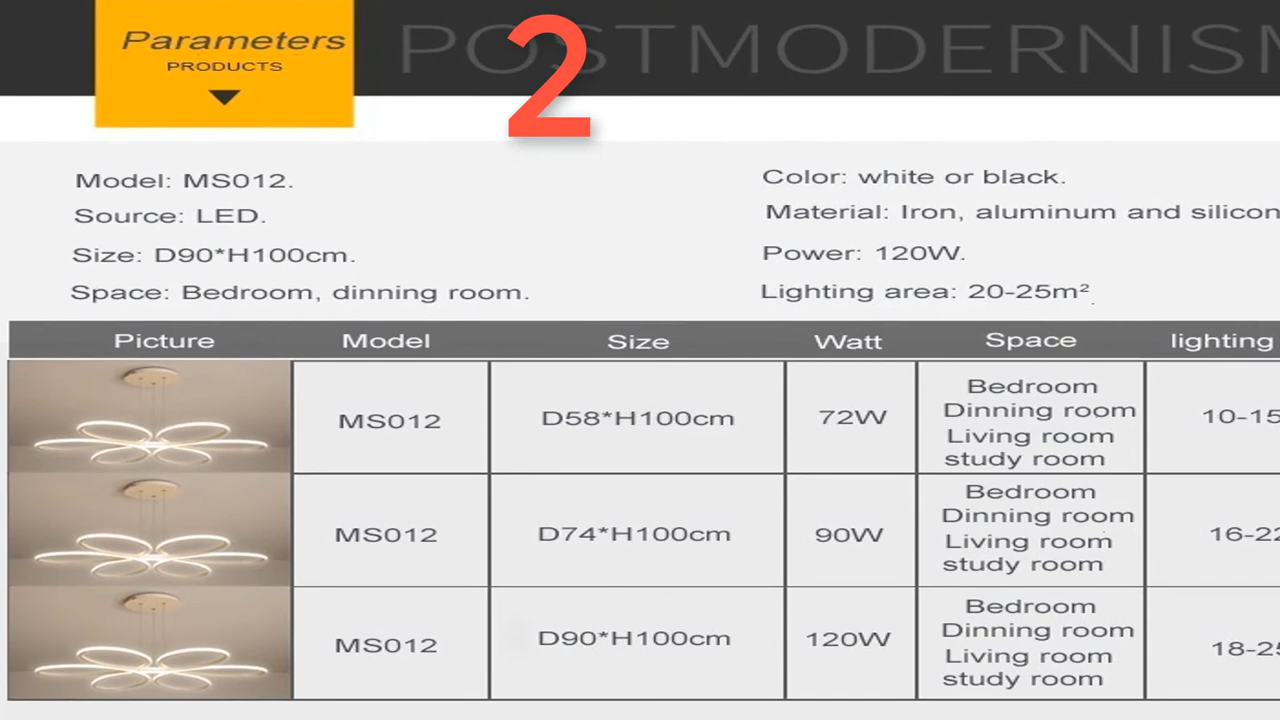 Parameters
PRODUCTS
POSTMODERNISM
2
Model: MS012.
Color: white or black.
Source: LED.
Material: Iron, aluminum and silicon
Size: D90*H100cm.
Power: 120W.
Space: Bedroom, dinning room.
Lighting area: 20-25m².
Picture Model Size Watt Space lighting
MS012 D58*H100cm 72W Bedroom
Dinning room
Living room
study room
10-15
MS012 D74*H100cm 90W Bedroom
Dinning room
Living room
study room
16-22
MS012 D90*H100cm 120W Bedroom
Dinning room
Living room
study room
18-25